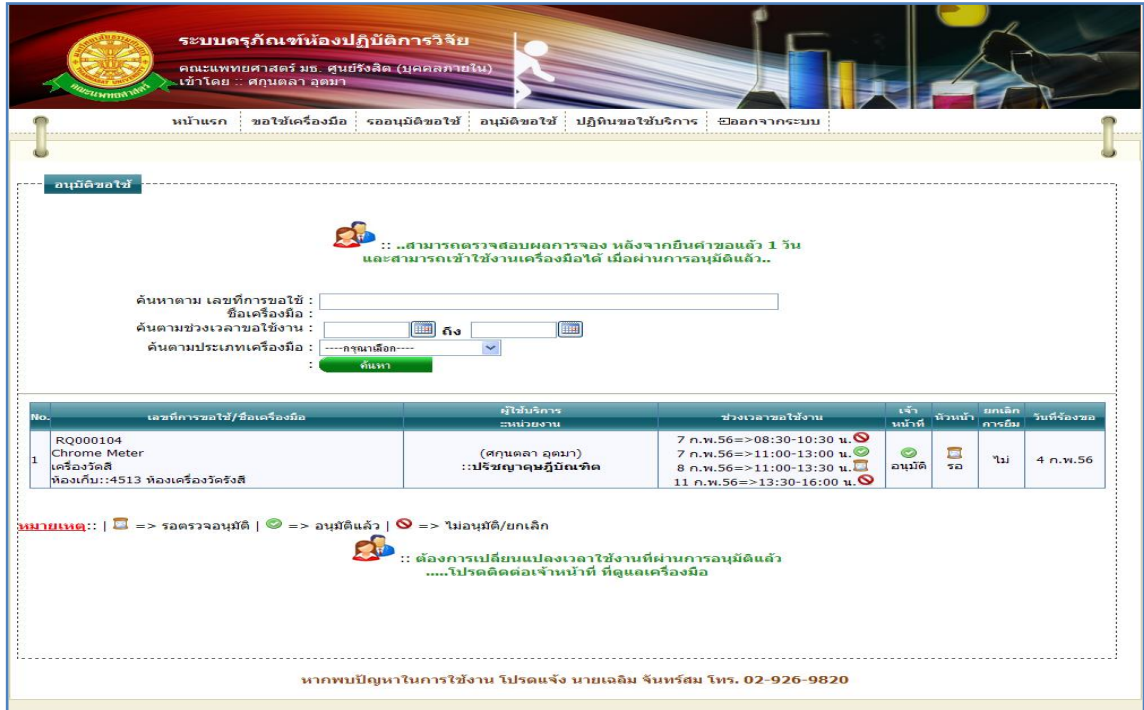 ระบบครุภัณฑ์ห้องปฏิบัติการวิจัย
คณะแพทยศาสตร์ มธ. ศูนย์รังสิต (บุคคลภายใน)
เข้าโดย :: ศกุนตลา อุตมา
คณะแพทยศาสตร์
หน้าแรก ขอใช้เครื่องมือ รออนุมัติขอใช้ อนุมัติขอใช้ ปฏิทินขอใช้บริการ ออกจากระบบ
อนุมัติขอใช้
:: ..สามารถตรวจสอบผลการจอง หลังจากยืนคำขอแล้ว 1 วัน
และสามารถเข้าใช้งานเครื่องมือได้ เมื่อผ่านการอนุมัติแล้ว..
ค้นหาตาม เลขที่การขอใช้ :
ชื่อเครื่องมือ :
ค้นตามช่วงเวลาขอใช้งาน : ถึง
ค้นตามประเภทเครื่องมือ : ----กรุณาเลือก----
: ค้นหา
No. เลขที่การขอใช้/ชื่อเครื่องมือ ผู้ใช้บริการ ::หน่วยงาน ช่วงเวลาขอใช้งาน เจ้าหน้าที่ หัวหน้า ยกเลิกการยืม วันที่ร้องขอ
1 RQ000104
Chrome Meter
เครื่องวัดสี
ห้องเก็บ::4513 ห้องเครื่องวัดรังสี
(ศกุนตลา อุตมา)
::ปรัชญาดุษฎีบัณฑิต
7 ก.พ.56=>08:30-10:30 น.
7 ก.พ.56=>11:00-13:00 น.
8 ก.พ.56=>11:00-13:30 น.
11 ก.พ.56=>13:30-16:00 น.
อนุมัติ รอ ไม่ 4 ก.พ.56
หมายเหตุ:: | => รอตรวจอนุมัติ | => อนุมัติแล้ว | => ไม่อนุมัติ/ยกเลิก
:: ต้องการเปลี่ยนแปลงเวลาใช้งานที่ผ่านการอนุมัติแล้ว
.....โปรดติดต่อเจ้าหน้าที่ ที่ดูแลเครื่องมือ
หากพบปัญหาในการใช้งาน โปรดแจ้ง นายเฉลิม จันทร์สม โทร. 02-926-9820